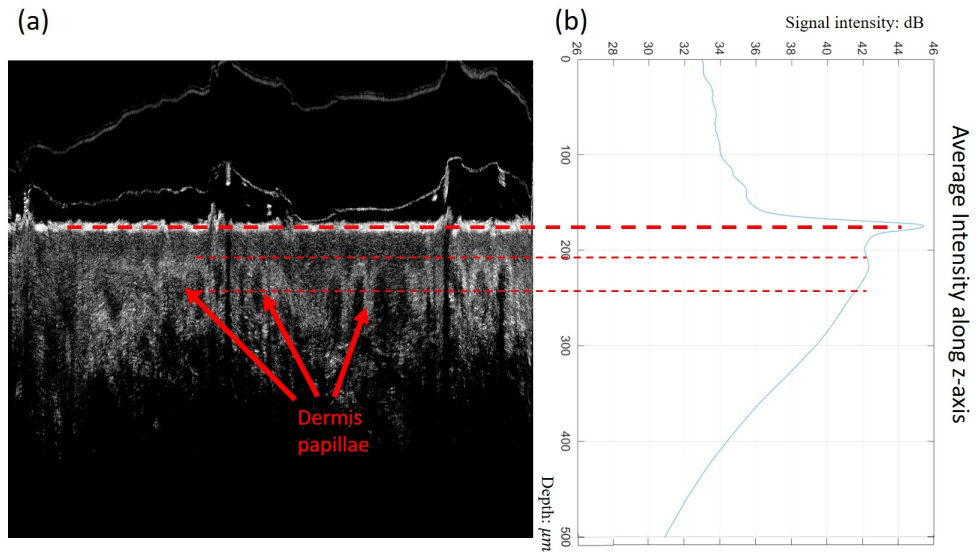 (a)
(b)
Signal intensity: dB
26 28 30 32 34 36 38 40 42 44 46
0
100
200
300
400
500
Depth: μm
Average Intensity along z-axis
Dermis
papillae